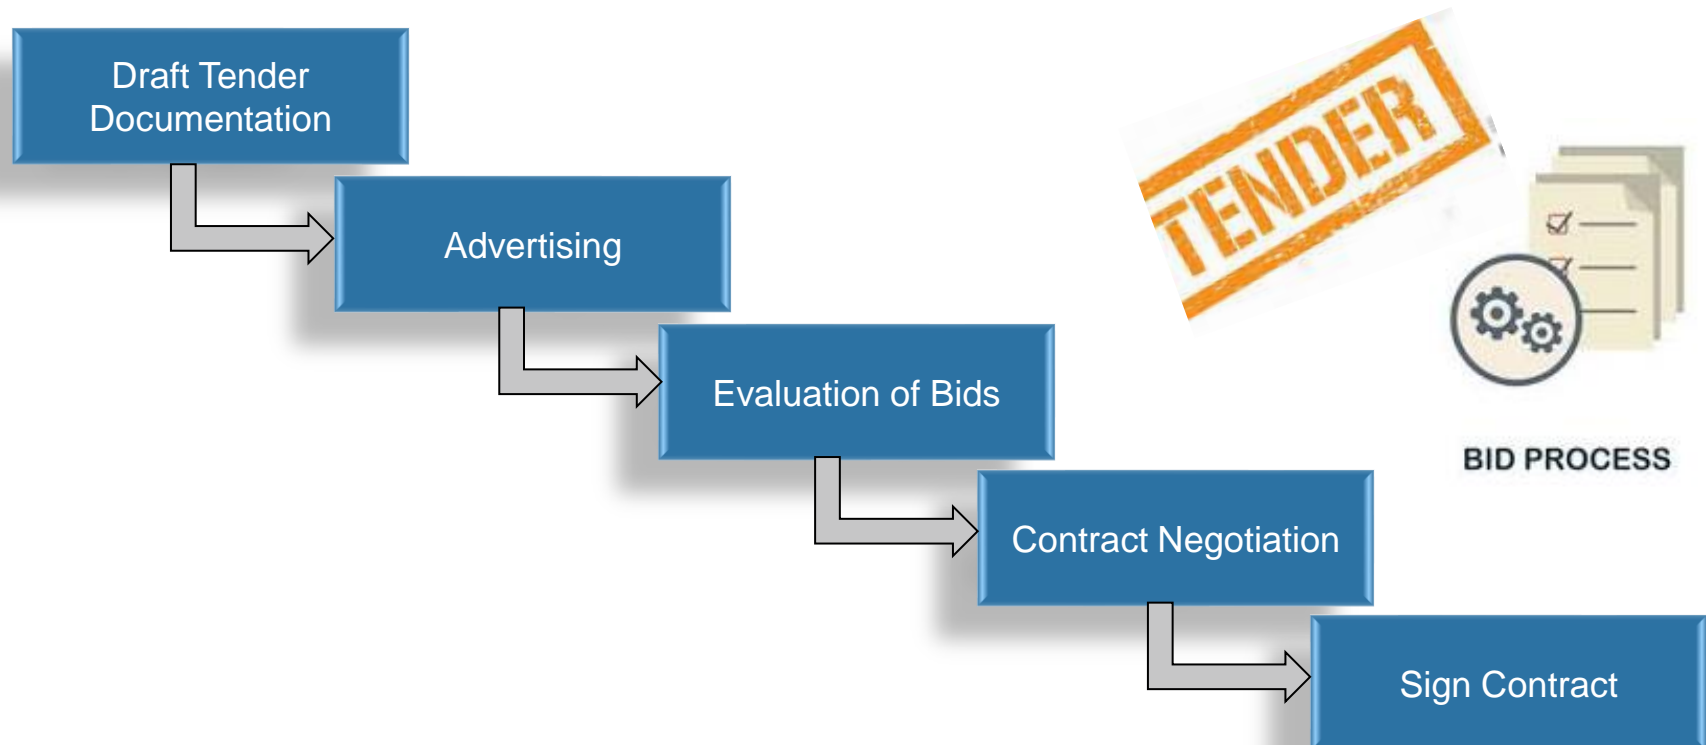 Draft Tender
Documentation
Advertising
Evaluation of Bids
Contract Negotiation
Sign Contract
TENDER
BID PROCESS